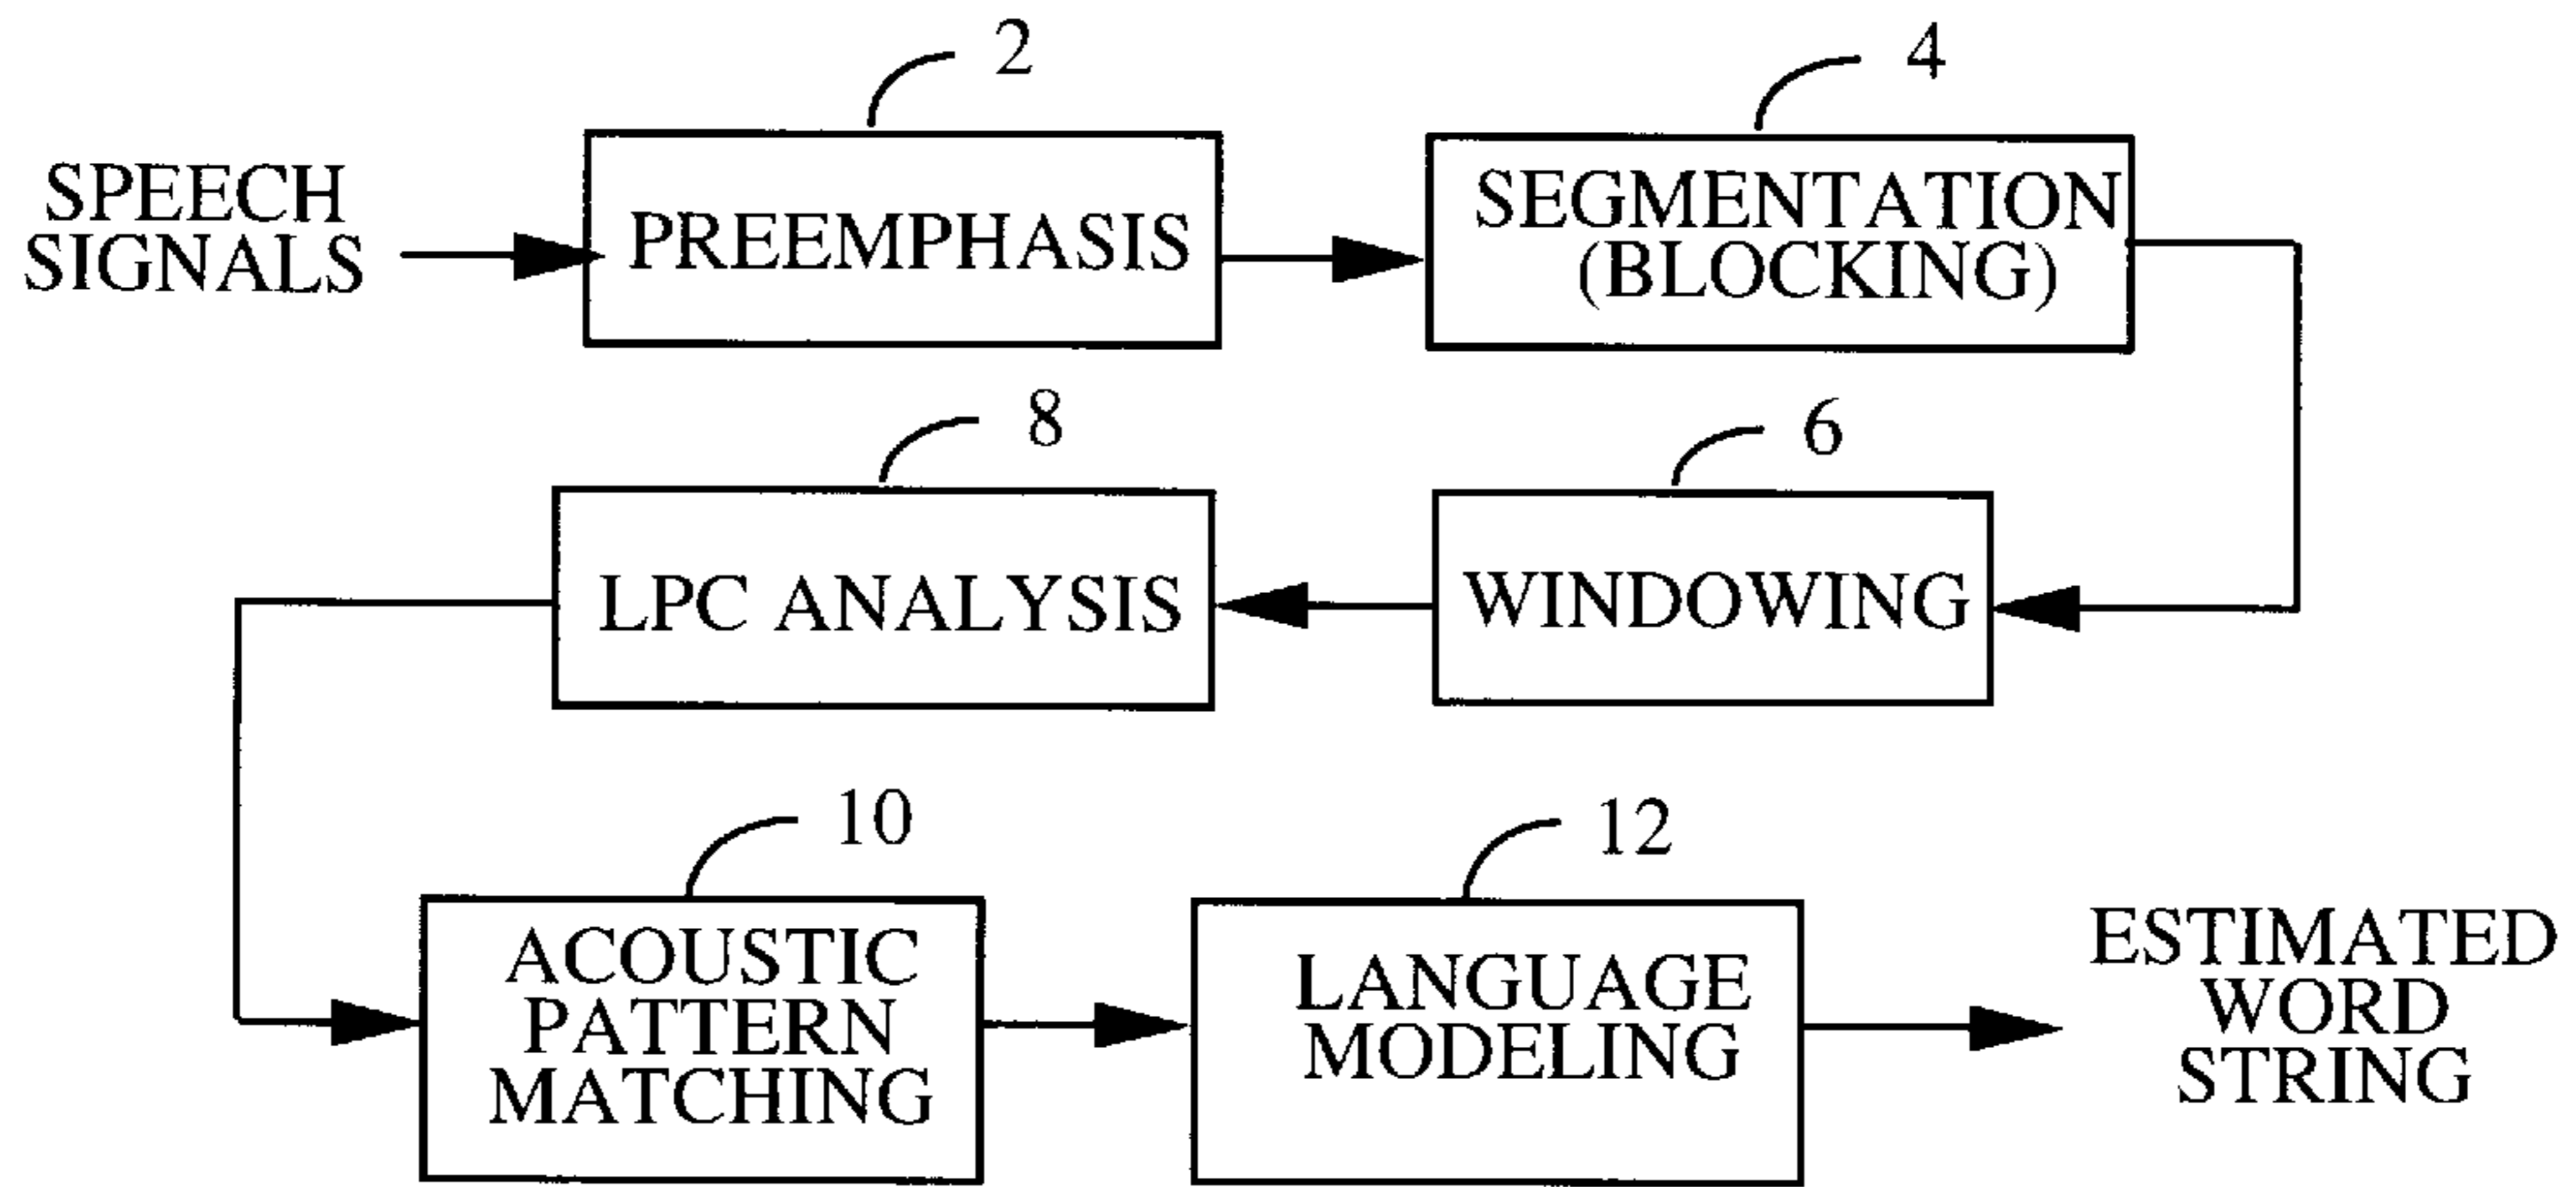 2
4
SPEECH
SIGNALS
PREEMPHASIS
SEGMENTATION
(BLOCKING)
8
6
LPC ANALYSIS
WINDOWING
10
12
ACOUSTIC
PATTERN
MATCHING
LANGUAGE
MODELING
ESTIMATED
WORD
STRING